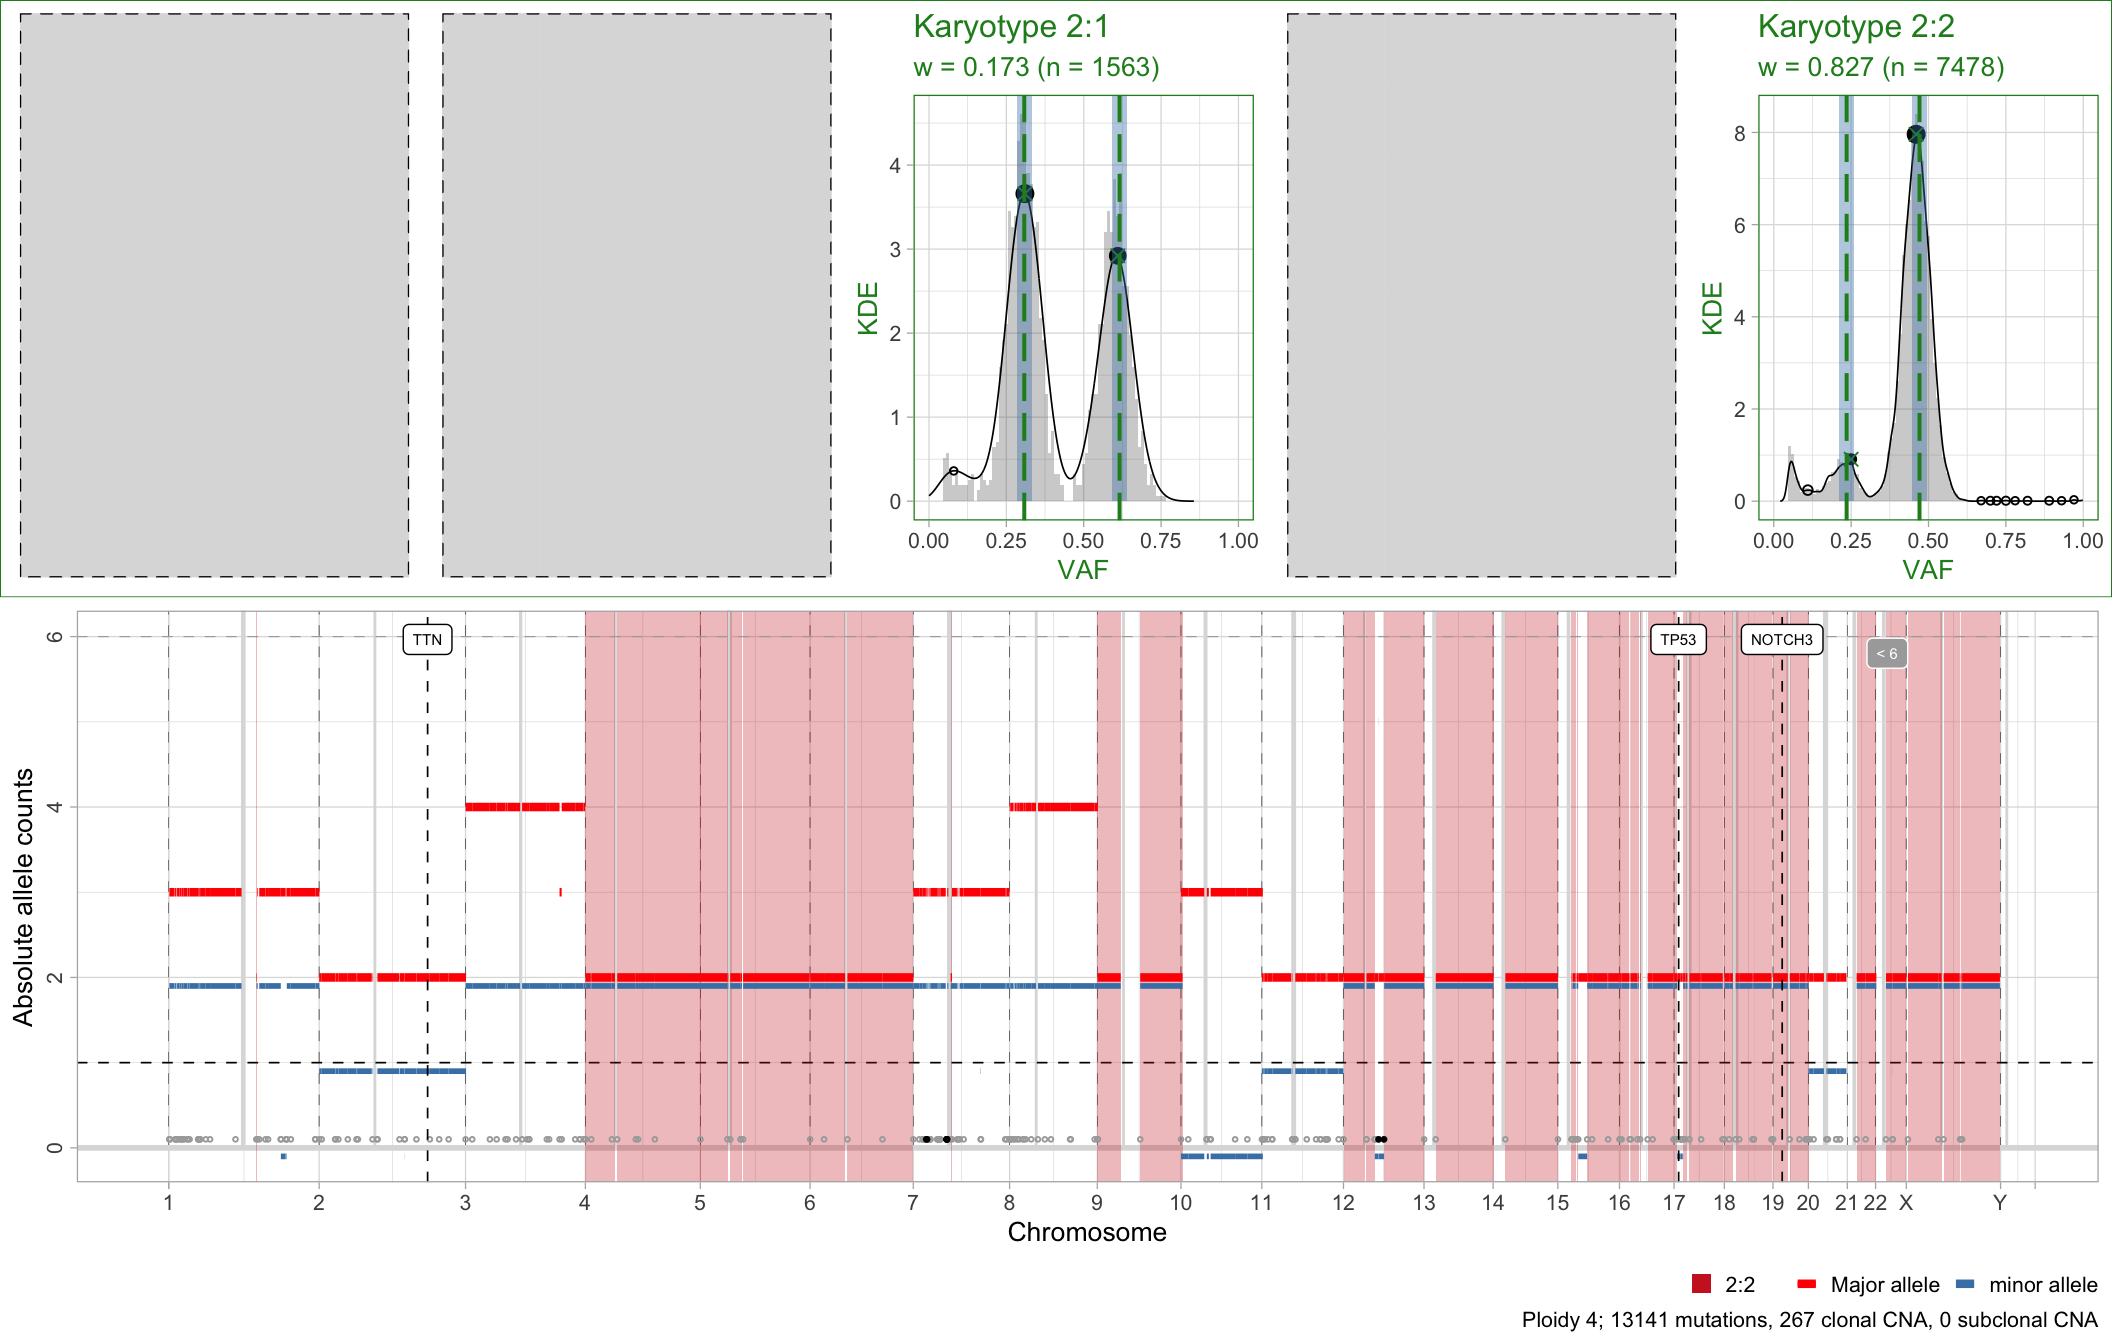 Karyotype 2:1
w = 0.173 (n = 1563)
KDE
4
3
2
1
0
0.00 0.25 0.50 0.75 1.00
VAF
Karyotype 2:2
w = 0.827 (n = 7478)
KDE
8
6
4
2
0
0.00 0.25 0.50 0.75 1.00
VAF
Absolute allele counts
6
4
2
0
TTN
TP53
NOTCH3
< 6
1 2 3 4 5 6 7 8 9 10 11 12 13 14 15 16 17 18 19 20 21 22 X Y
Chromosome
2:2 Major allele minor allele
Ploidy 4; 13141 mutations, 267 clonal CNA, 0 subclonal CNA